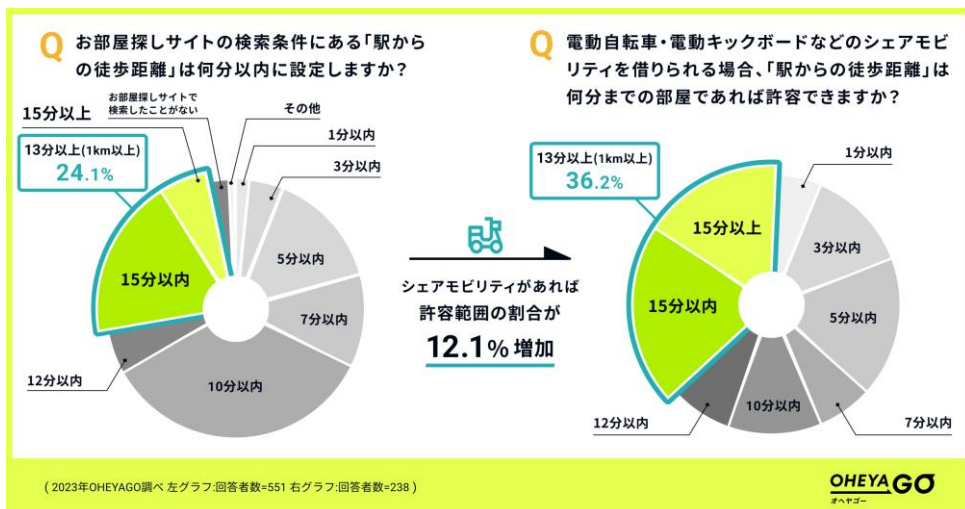 Q お部屋探しサイトの検索条件にある「駅から
の徒歩距離」は何分以内に設定しますか?
お部屋探しサイトで
検索したことがない
その他
15分以上
1分以内
13分以上(1km以上)
24.1%
3分以内
5分以内
15分以内
7分以内
12分以内
10分以内
シェアモビリティがあれば
許容範囲の割合が
12.1%増加
Q 電動自転車・電動キックボードなどのシェアモビ
リティを借りられる場合、「駅からの徒歩距離」は
何分までの部屋であれば許容できますか?
13分以上(1km以上)
36.2%
1分以内
15分以上
3分以内
15分以内
5分以内
10分以内
12分以内
7分以内
( 2023年OHEYAGO調べ 左グラフ:回答者数=551 右グラフ:回答者数=238 )
OHEYAGO
オヘヤゴー